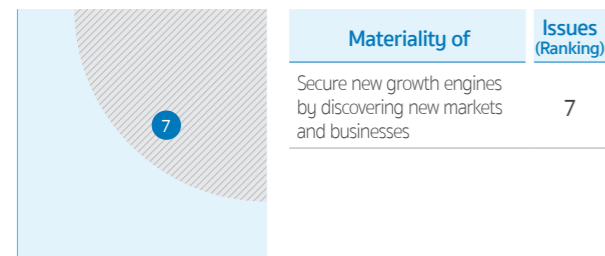 7
Materiality of
Issues
(Ranking)
Secure new growth engines
by discovering new markets
and businesses
7